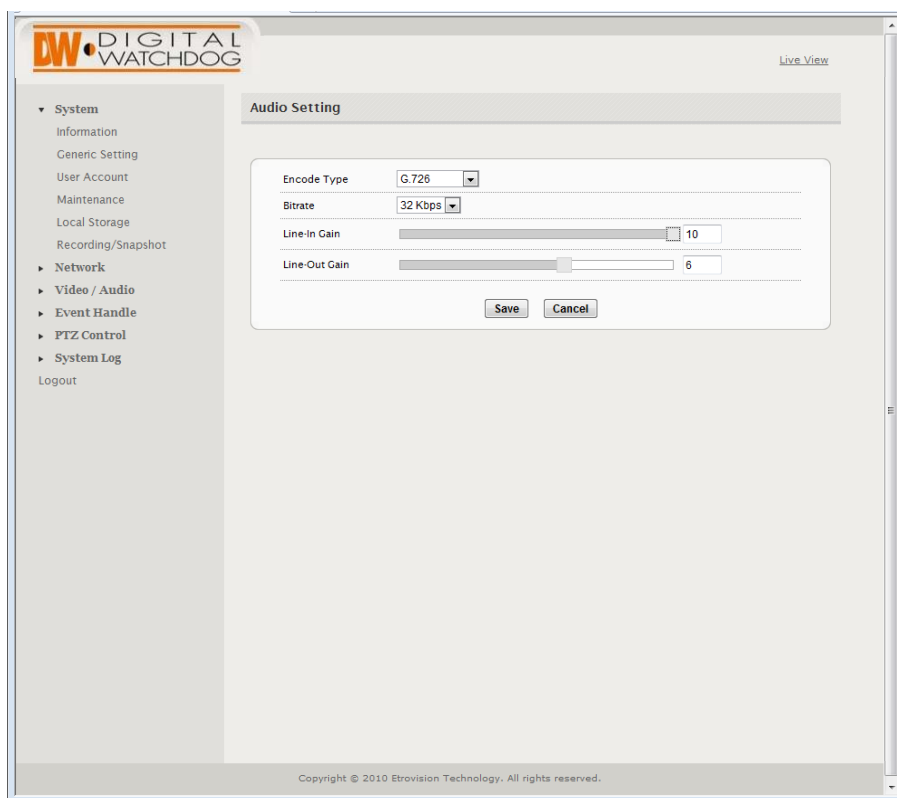 DW DIGITAL
WATCHDOG
Live View
System
Information
Generic Setting
User Account
Maintenance
Local Storage
Recording/Snapshot
Network
Video / Audio
Event Handle
PTZ Control
System Log
Logout
Audio Setting
Encode Type G.726
Bitrate 32 Kbps
Line-In Gain 10
Line-Out Gain 6
Save Cancel
Copyright © 2010 Etrovision Technology. All rights reserved.